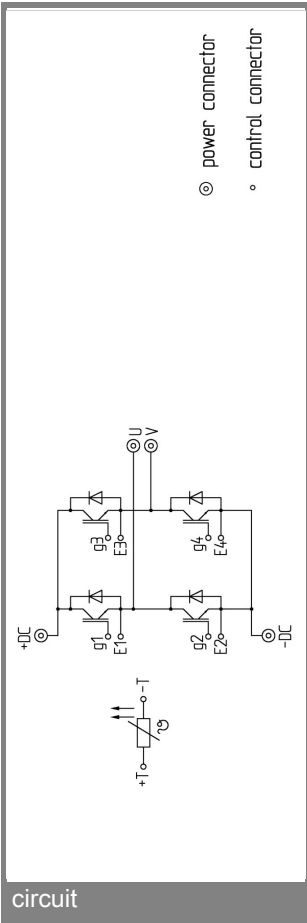 power connector
control connector
U
V
g3
E3
g4
E4
+DC
g1
E1
g2
E2
-DC
-T
+T
ϑ
circuit